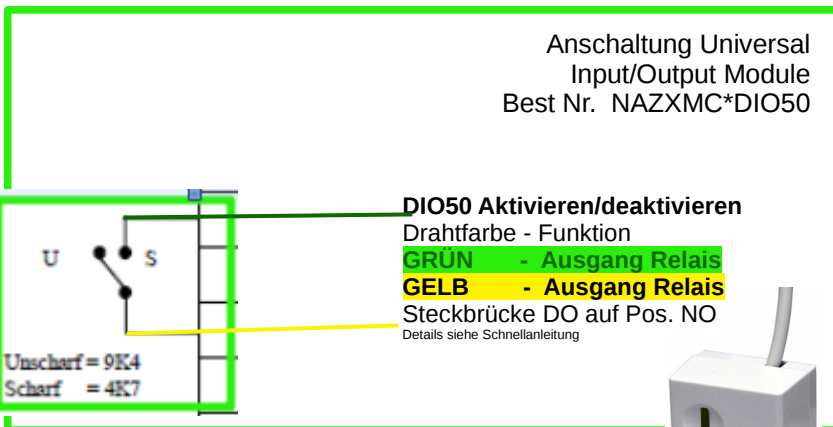 Anschaltung Universal
Input/Output Module
Best Nr. NAZXMC*DIO50
DIO50 Aktivieren/deaktivieren
Drahtfarbe - Funktion
GRÜN - Ausgang Relais
GELB - Ausgang Relais
Steckbrücke DO auf Pos. NO
Details siehe Schnellanleitung
U S
Unscharf = 9K4
Scharf = 4K7